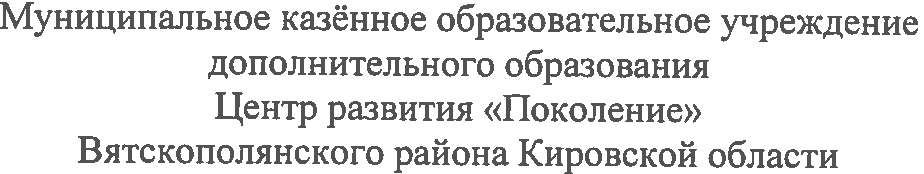 Муниципальное казённое образовательное учреждение
дополнительного образования
Центр развития «Поколение»
Вятскополянского района Кировской области